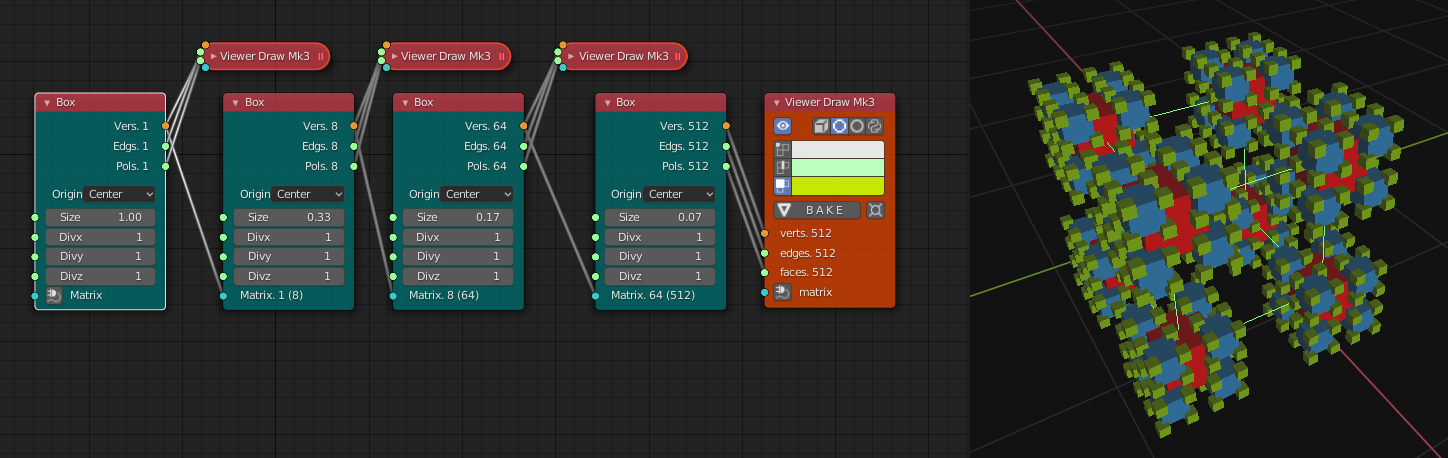 Viewer Draw Mk3
Viewer Draw Mk3
Viewer Draw Mk3
Box
Vers. 1
Edgs. 1
Pols. 1
Origin Center
Size 1.00
Divx 1
Divy 1
Divz 1
Matrix
Box
Vers. 8
Edgs. 8
Pols. 8
Origin Center
Size 0.33
Divx 1
Divy 1
Divz 1
Matrix. 1 (8)
Box
Vers. 64
Edgs. 64
Pols. 64
Origin Center
Size 0.17
Divx 1
Divy 1
Divz 1
Matrix. 8 (64)
Box
Vers. 512
Edgs. 512
Pols. 512
Origin Center
Size 0.07
Divx 1
Divy 1
Divz 1
Matrix. 64 (512)
Viewer Draw Mk3
BAKE
verts. 512
edges. 512
faces. 512
matrix